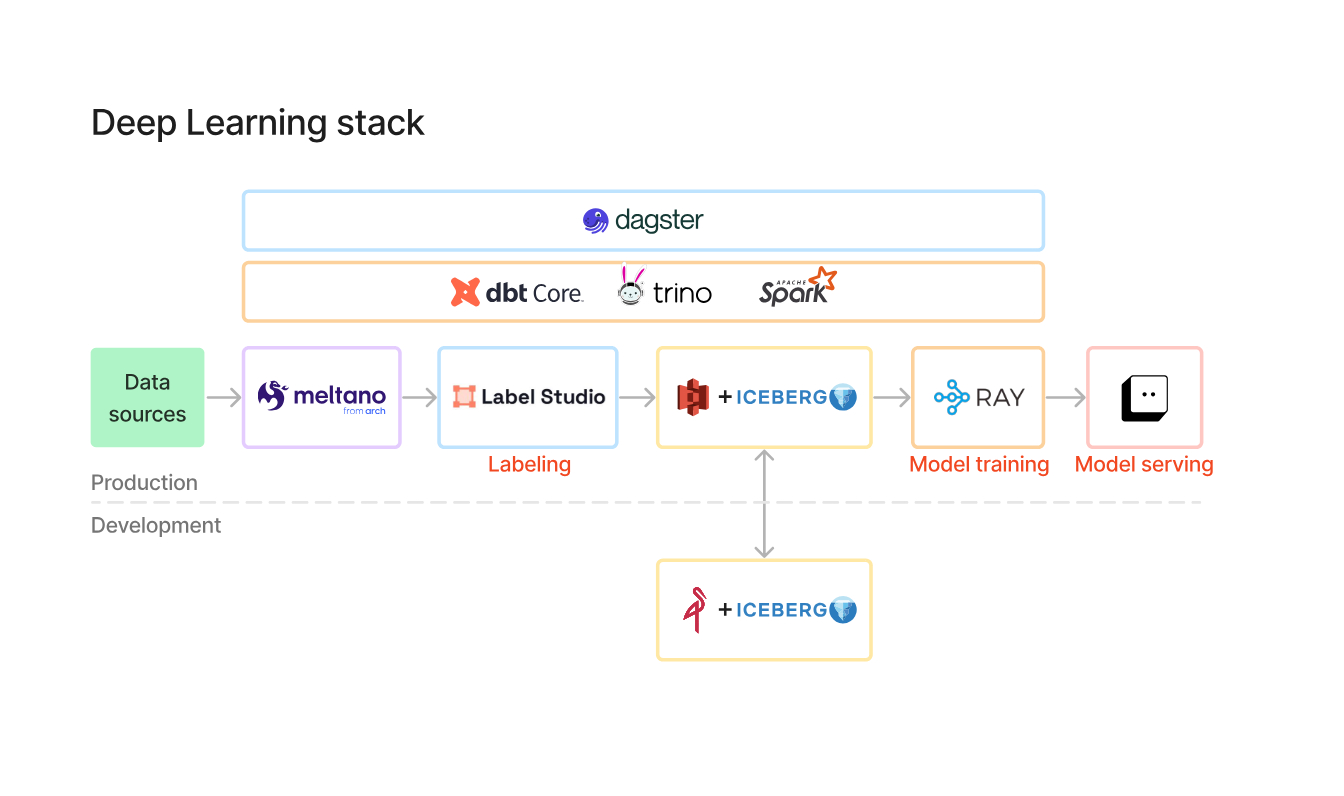 Deep Learning stack
dagster
dbt Core
trino
APACHE
Spark
Data
sources
meltano
from arch
Label Studio
+ ICEBERG
RAY
Labeling
Model training
Model serving
Production
Development
+ ICEBERG